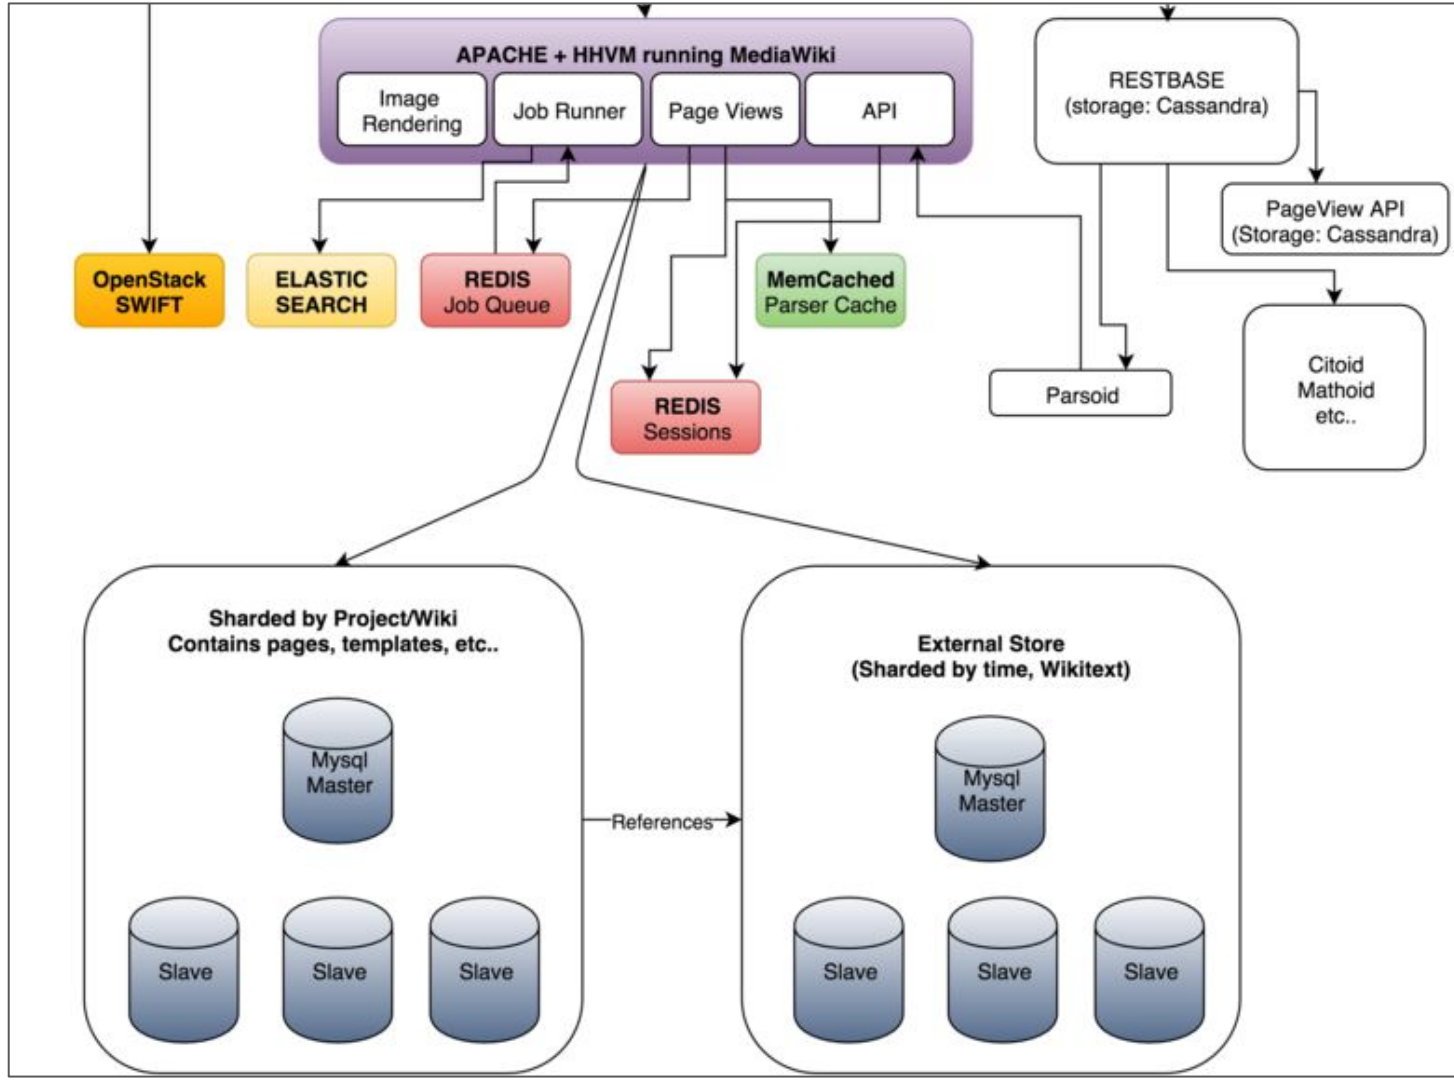 APACHE + HHVM running MediaWiki
Image
Rendering
Job Runner
Page Views
API
RESTBASE
(storage: Cassandra)
PageView API
(Storage: Cassandra)
OpenStack
SWIFT
ELASTIC
SEARCH
REDIS
Job Queue
MemCached
Parser Cache
REDIS
Sessions
Parsoid
Citoid
Mathoid
etc..
Sharded by Project/Wiki
Contains pages, templates, etc..
Mysql
Master
Slave
Slave
Slave
References
External Store
(Sharded by time, Wikitext)
Mysql
Master
Slave
Slave
Slave